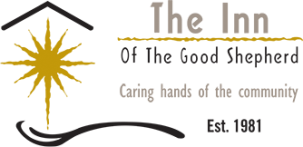 The Inn
Of The Good Shepherd
Caring hands of the community
Est. 1981